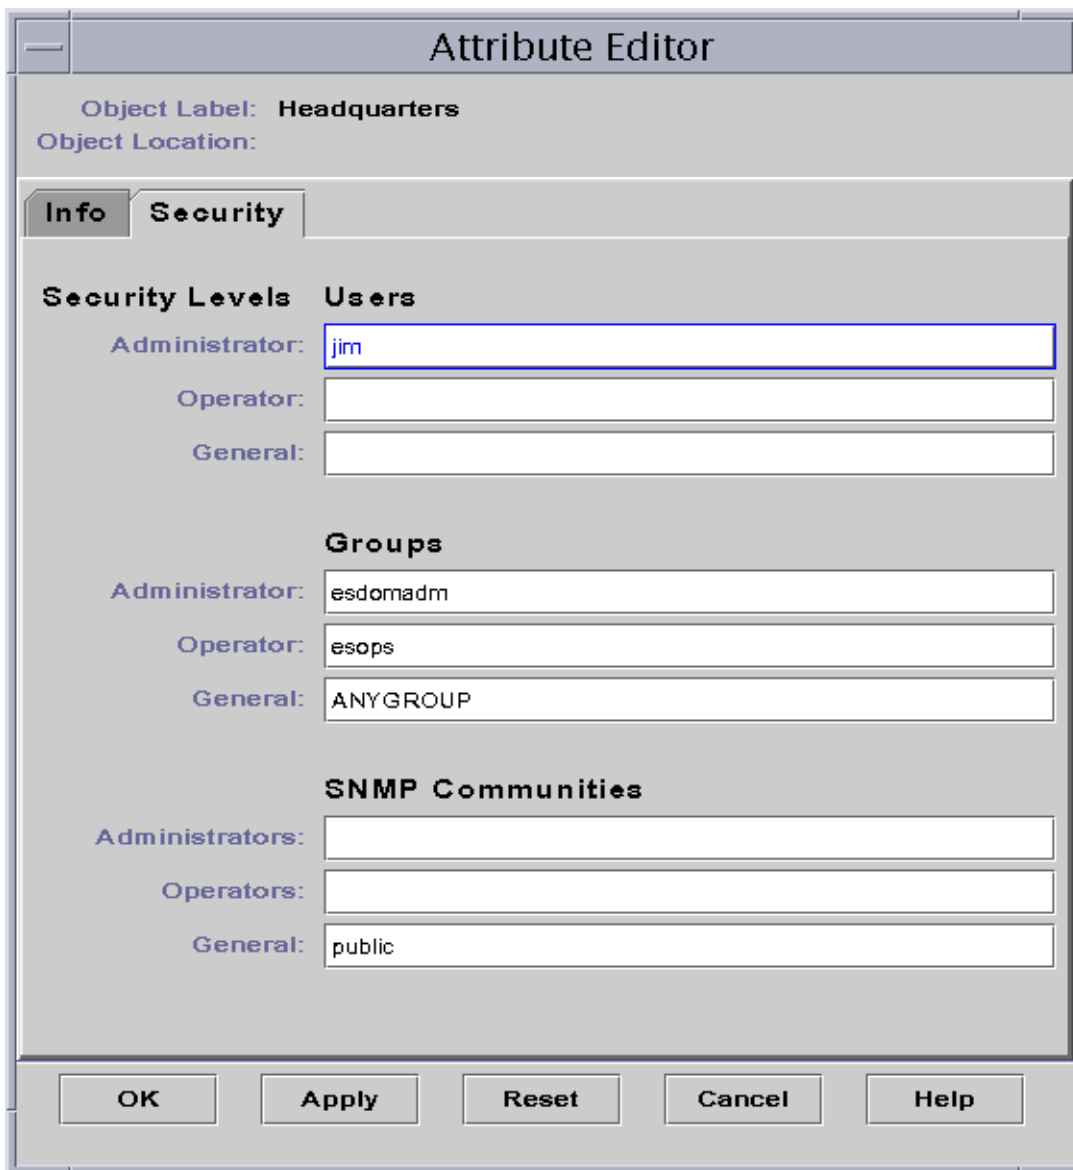 Attribute Editor
Object Label: Headquarters
Object Location:
Info Security
Security Levels Users
Administrator: jim
Operator:
General:
Groups
Administrator: esdomadm
Operator: esops
General: ANYGROUP
SNMP Communities
Administrators:
Operators:
General: public
OK Apply Reset Cancel Help